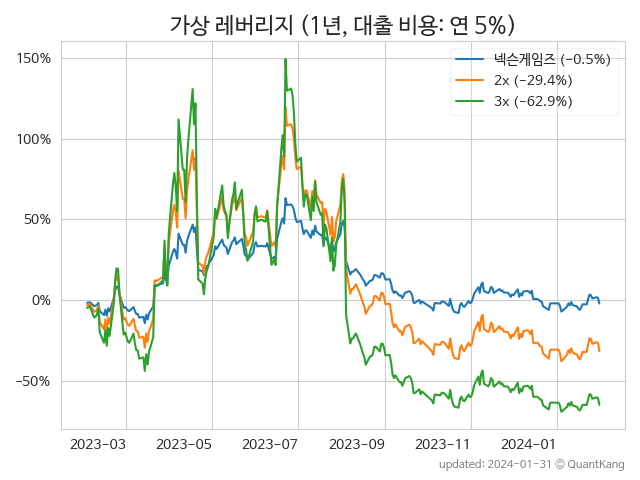 가상 레버리지 (1년, 대출 비용: 연 5%)
넥슨게임즈 (−0.5%)
2x (−29.4%)
3x (−62.9%)
150%
100%
50%
0%
−50%
2023-03 2023-05 2023-07 2023-09 2023-11 2024-01
updated: 2024-01-31 © QuantKang